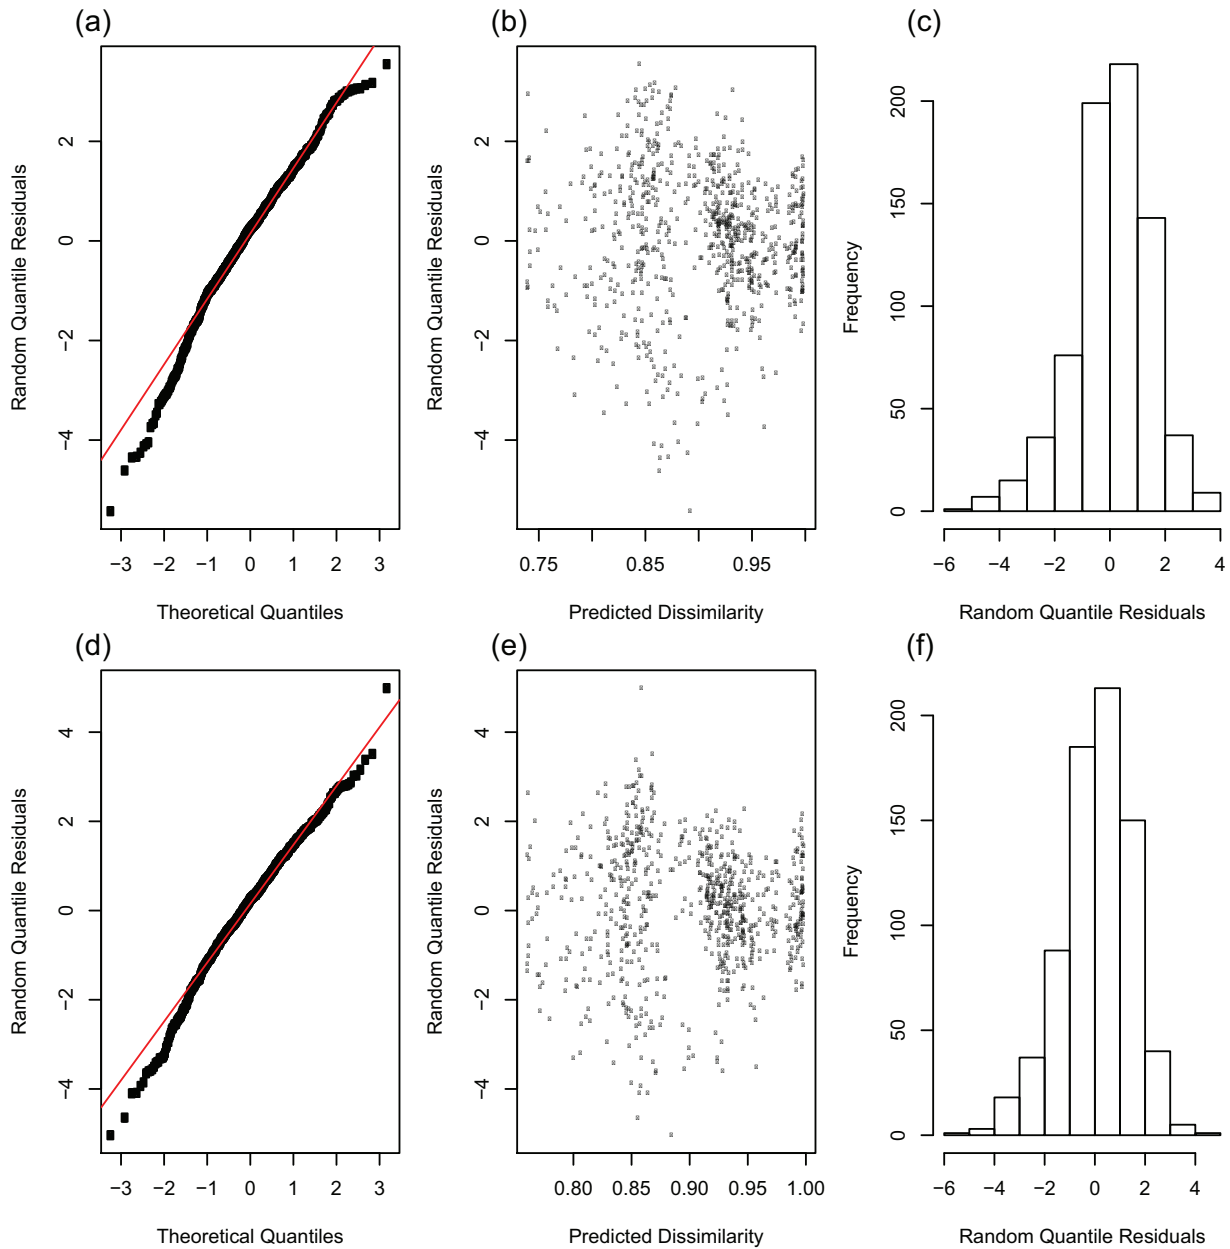 (a)
(b)
(c)
Random Quantile Residuals
−4 −2 0 2
−3 −2 −1 0 1 2 3
Theoretical Quantiles
Random Quantile Residuals
−4 −2 0 2
0.75 0.85 0.95
Predicted Dissimilarity
Frequency
0 50 100 150 200
−6 −4 −2 0 2 4
Random Quantile Residuals
(d)
(e)
(f)
Random Quantile Residuals
−4 −2 0 2 4
−3 −2 −1 0 1 2 3
Theoretical Quantiles
Random Quantile Residuals
−4 −2 0 2 4
0.80 0.85 0.90 0.95 1.00
Predicted Dissimilarity
Frequency
0 50 100 150 200
−6 −4 −2 0 2 4
Random Quantile Residuals